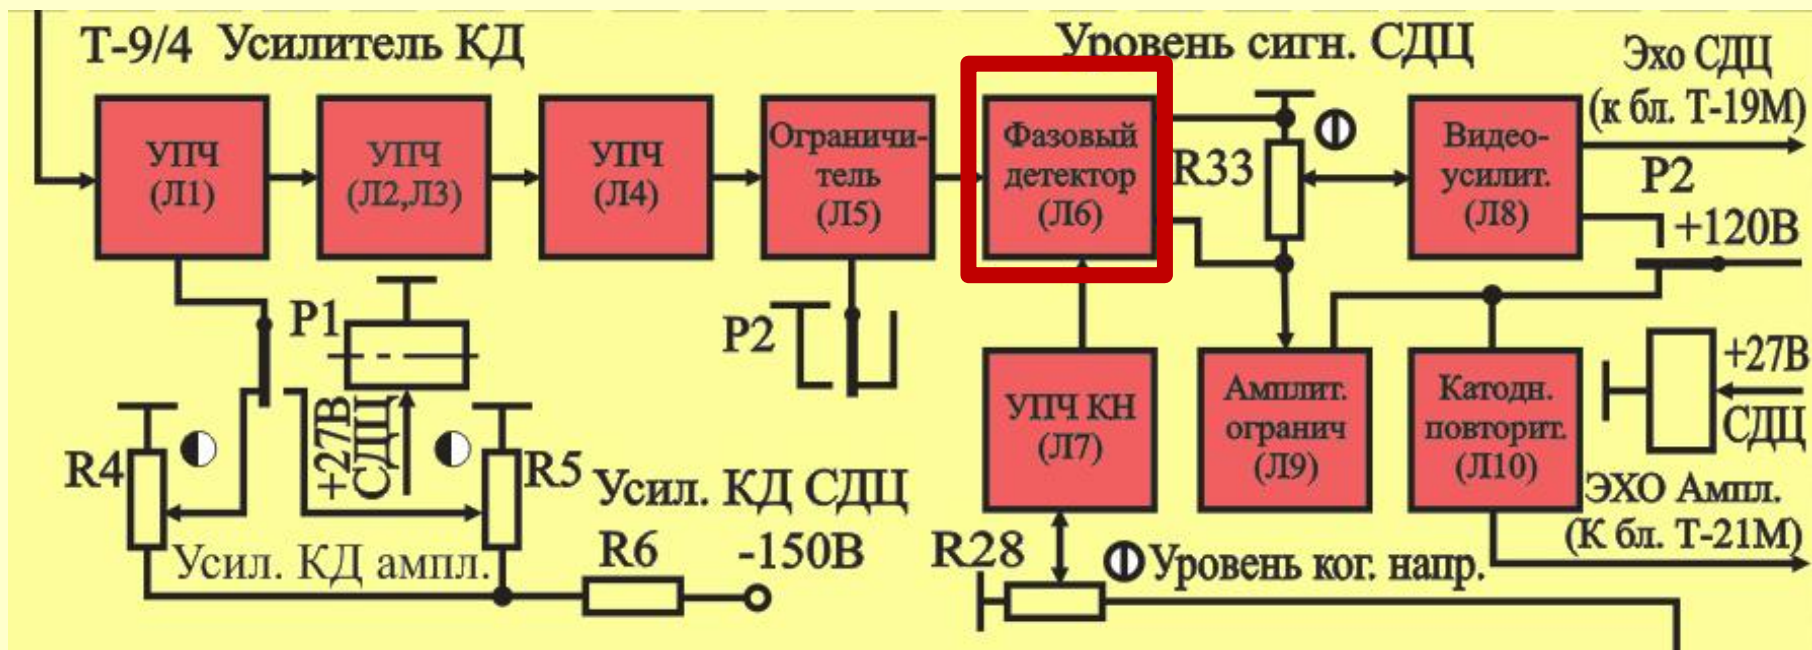 Т-9/4 Усилитель КД
Уровень сигн. СДЦ
Эхо СДЦ
(к бл. Т-19М)
УПЧ
(Л1)
УПЧ
(Л2,Л3)
УПЧ
(Л4)
Ограничи-
тель
(Л5)
Фазовый
детектор
(Л6)
R33
Видео-
усилит.
(Л8)
Р2
+120В
Р1
Р2
+27В
СДЦ
R4
R5
УПЧ КН
(Л7)
Амплит.
огранич
(Л9)
Катодн.
повторит.
(Л10)
+27В
СДЦ
Усил. КД СДЦ
ЭХО Ампл.
(К бл. Т-21М)
Усил. КД ампл.
R6
-150В
R28
Уровень ког. напр.